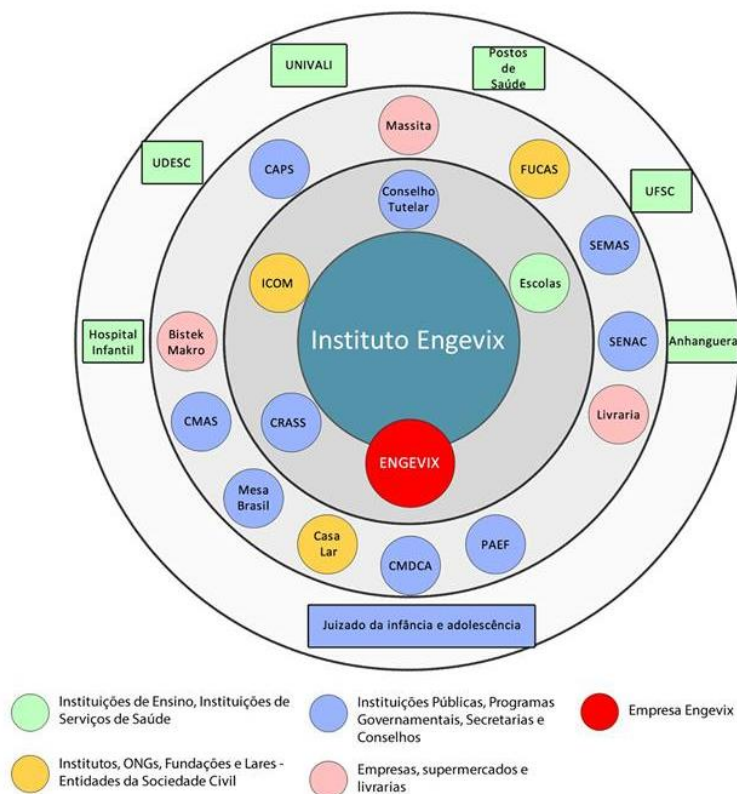 UNIVALI
Postos
de
Saúde
Massita
UDESC
CAPS
FUCAS
Conselho
Tutelar
UFSC
SEMAS
ICOM
Escolas
Instituto Engevix
Hospital
Infantil
Bistek
Makro
SENAC
Anhanguera
CMAS
CRASS
Livraria
ENGEVIX
Mesa
Brasil
Casa
Lar
CMDCA
PAEF
Juizado da infância e adolescência
Instituições de Ensino, Instituições de
Serviços de Saúde
Instituições Públicas, Programas
Governamentais, Secretarias e
Conselhos
Empresa Engevix
Institutos, ONGs, Fundações e Lares -
Entidades da Sociedade Civil
Empresas, supermercados e
livrarias